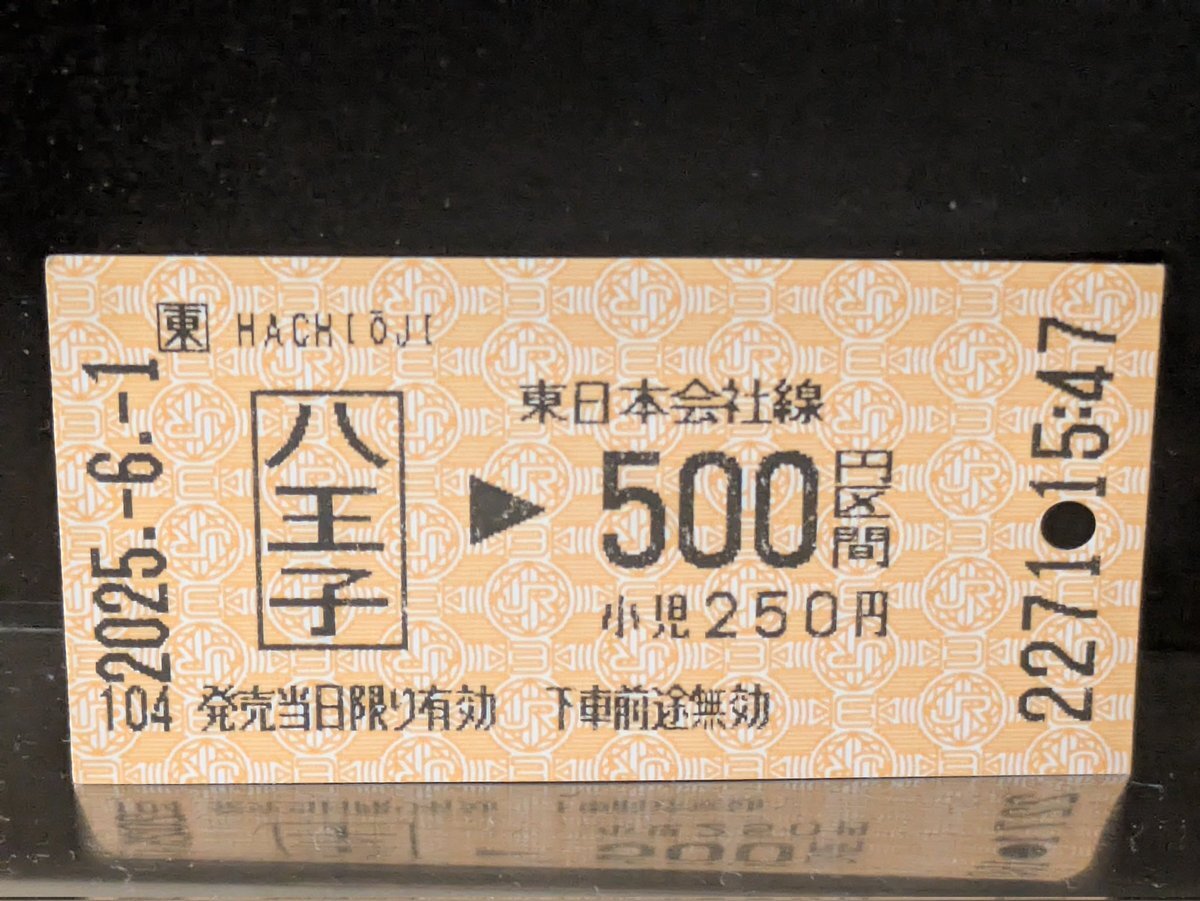 東 HACHIŌJI
2025.-6.-1
八王子
▶
東日本会社線
500円区間
小児250円
2271●15:47
104 発売当日限り有効 下車前途無効